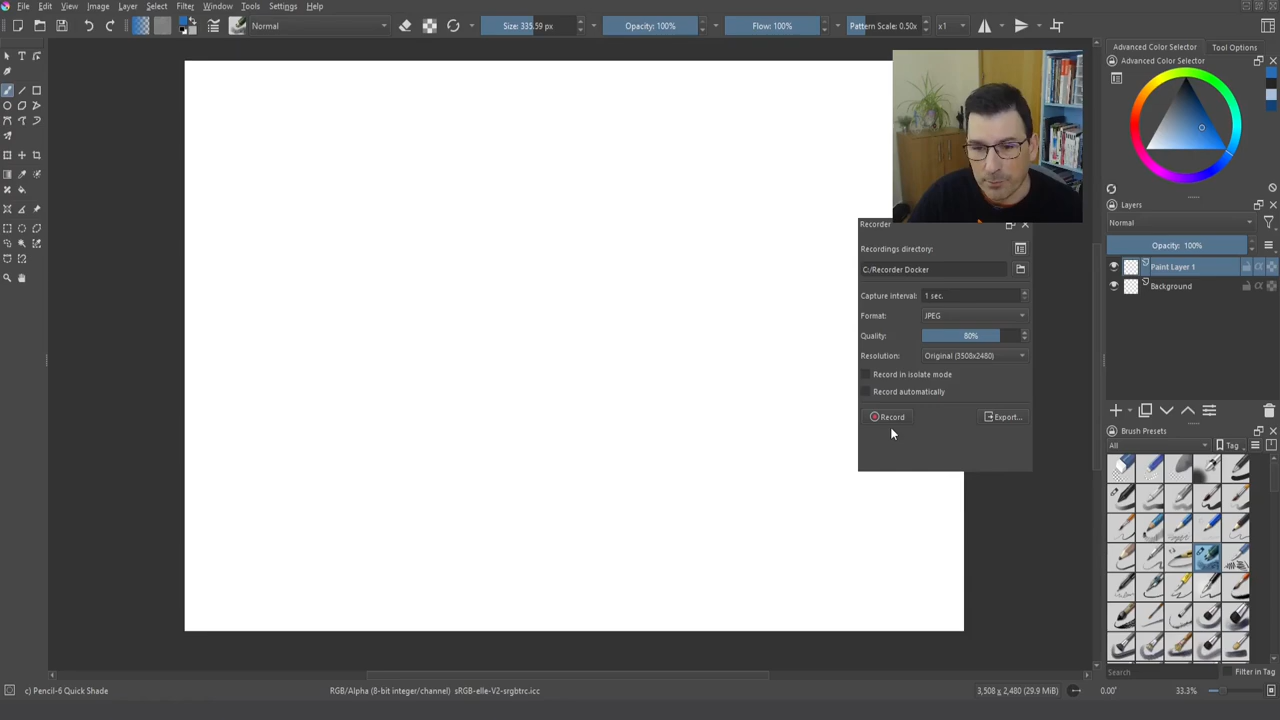 File Edit View Image Layer Select Filter Window Tools Settings Help
Normal Size: 335.59 px Opacity: 100% Flow: 100% Pattern Scale: 0.50x x1
Advanced Color Selector Tool Options
Advanced Color Selector
Layers
Normal
Opacity: 100%
Paint Layer 1
Background
Recorder
Recordings directory:
C:/Recorder Docker
Capture interval: 1 sec.
Format: JPEG
Quality: 80%
Resolution: Original (3508x2480)
Record in isolate mode
Record automatically
Record Export...
Brush Presets
All Tag
Search Filter in Tag
c) Pencil-6 Quick Shade RGB/Alpha (8-bit integer/channel) sRGB-elle-V2-srgbtrc.icc 3,508 x 2,480 (29.9 MiB) 0.00° 33.3%